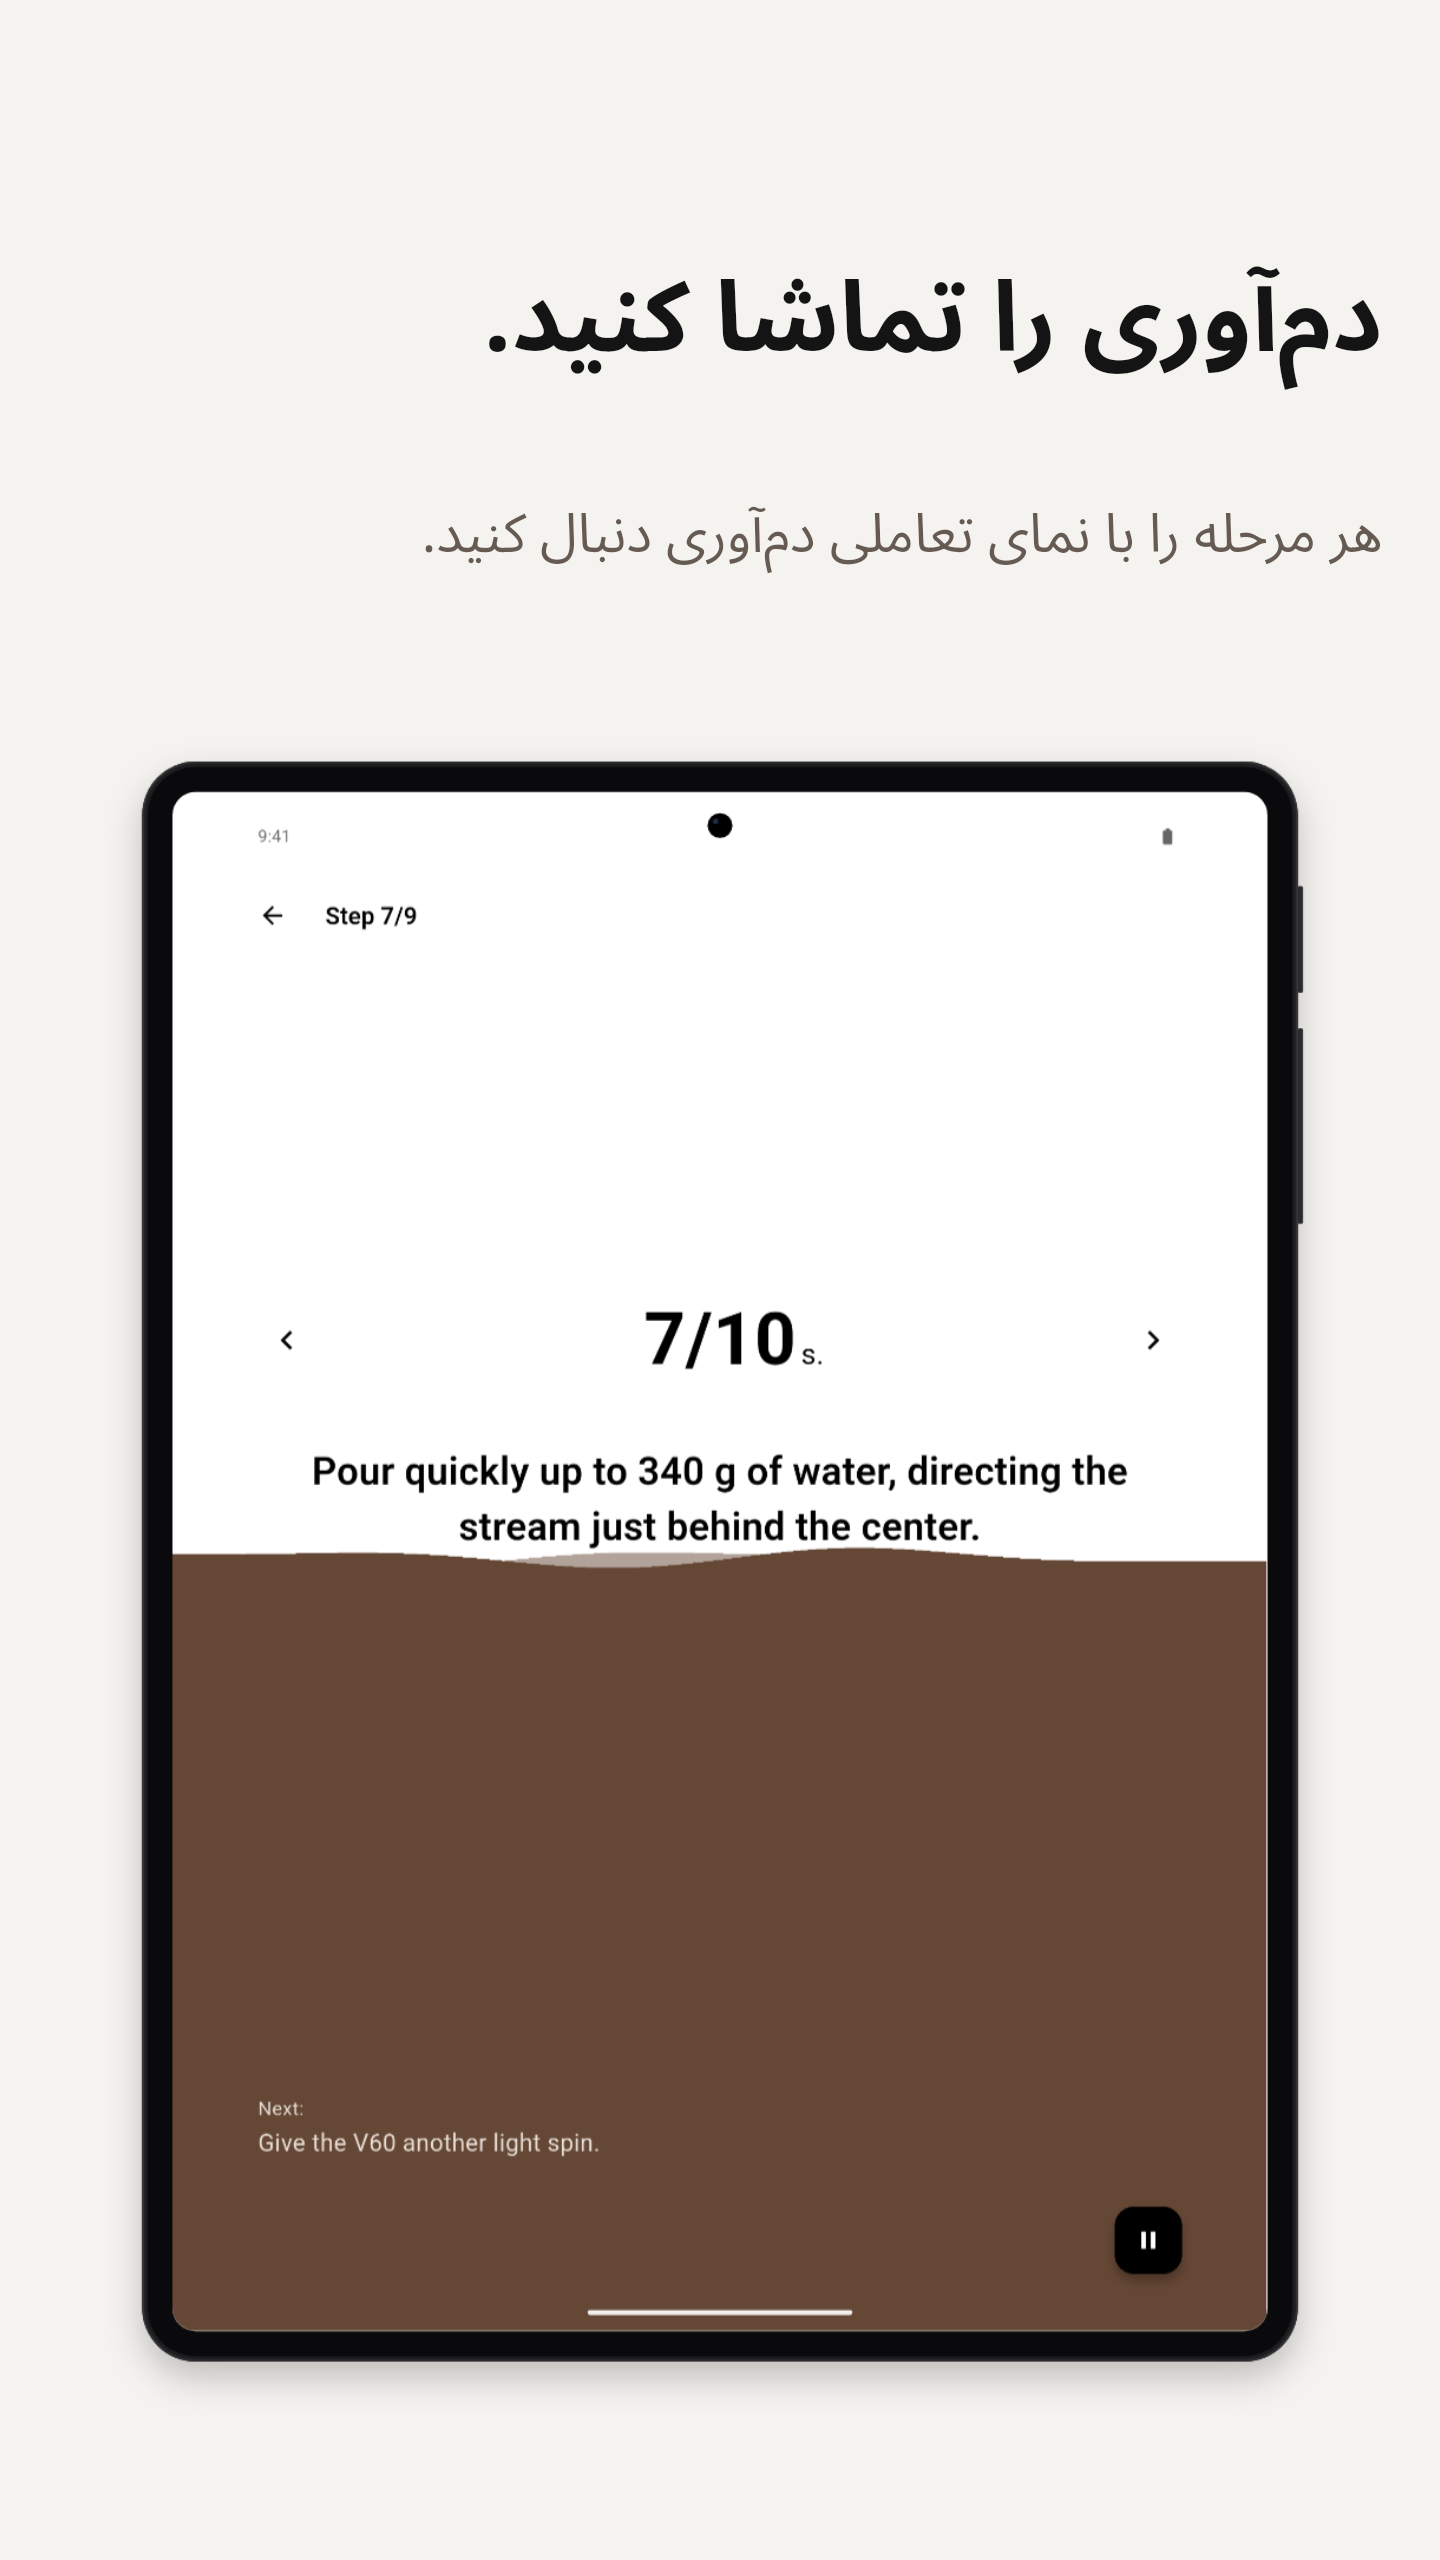 دم‌آوری را تماشا کنید.
هر مرحله را با نمای تعاملی دم‌آوری دنبال کنید.
9:41
Step 7/9
7/10 s.
Pour quickly up to 340 g of water, directing the
stream just behind the center.
Next:
Give the V60 another light spin.